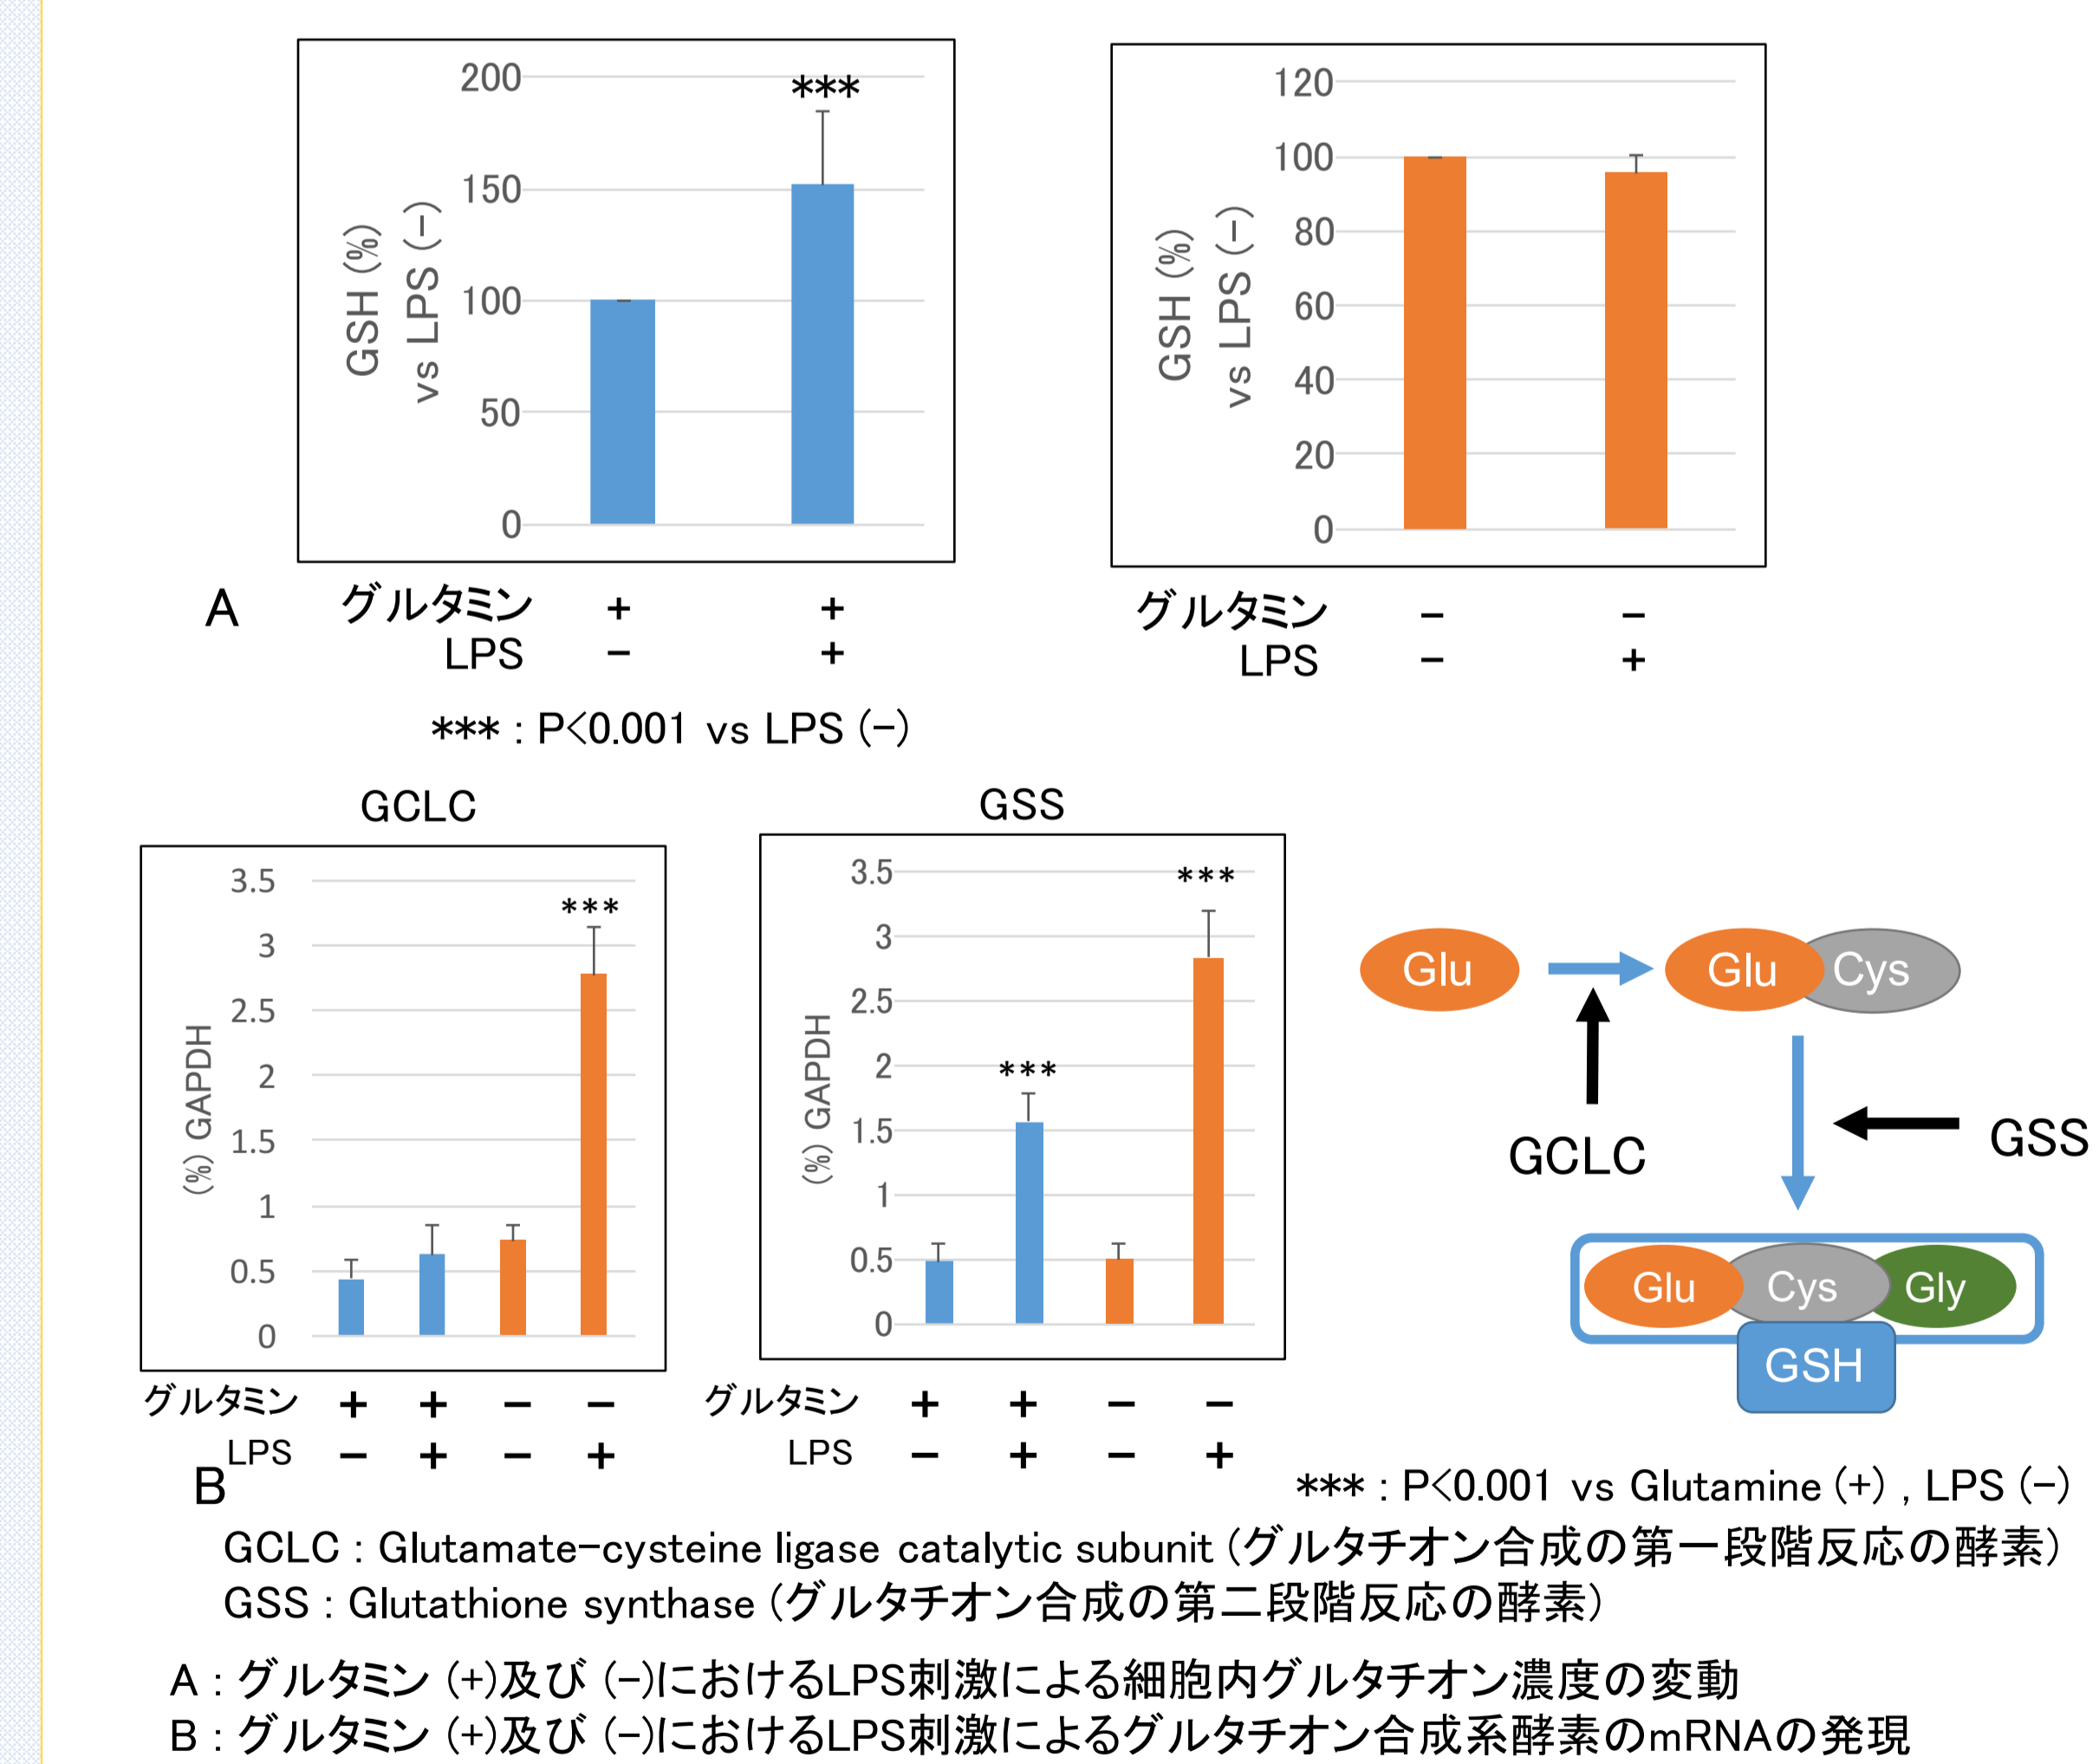 200
150
100
50
0
GSH (%)
vs LPS (-)
***
120
100
80
60
40
20
0
GSH (%)
vs LPS (-)
A
グルタミン + +
LPS - +
グルタミン - -
LPS - +
*** : P<0.001 vs LPS (-)
GCLC
3.5
3
2.5
2
1.5
1
0.5
0
(%) GAPDH
***
グルタミン + + - -
LPS - + - +
GSS
3.5
3
2.5
2
1.5
1
0.5
0
(%) GAPDH
***
***
グルタミン + + - -
LPS - + - +
B
Glu
Glu Cys
GCLC
GSS
Glu Cys Gly
GSH
*** : P<0.001 vs Glutamine (+) , LPS (-)
GCLC : Glutamate-cysteine ligase catalytic subunit (グルタチオン合成の第一段階反応の酵素)
GSS : Glutathione synthase (グルタチオン合成の第二段階反応の酵素)
A : グルタミン (+)及び (-)におけるLPS刺激による細胞内グルタチオン濃度の変動
B : グルタミン (+)及び (-)におけるLPS刺激によるグルタチオン合成系酵素のmRNAの発現